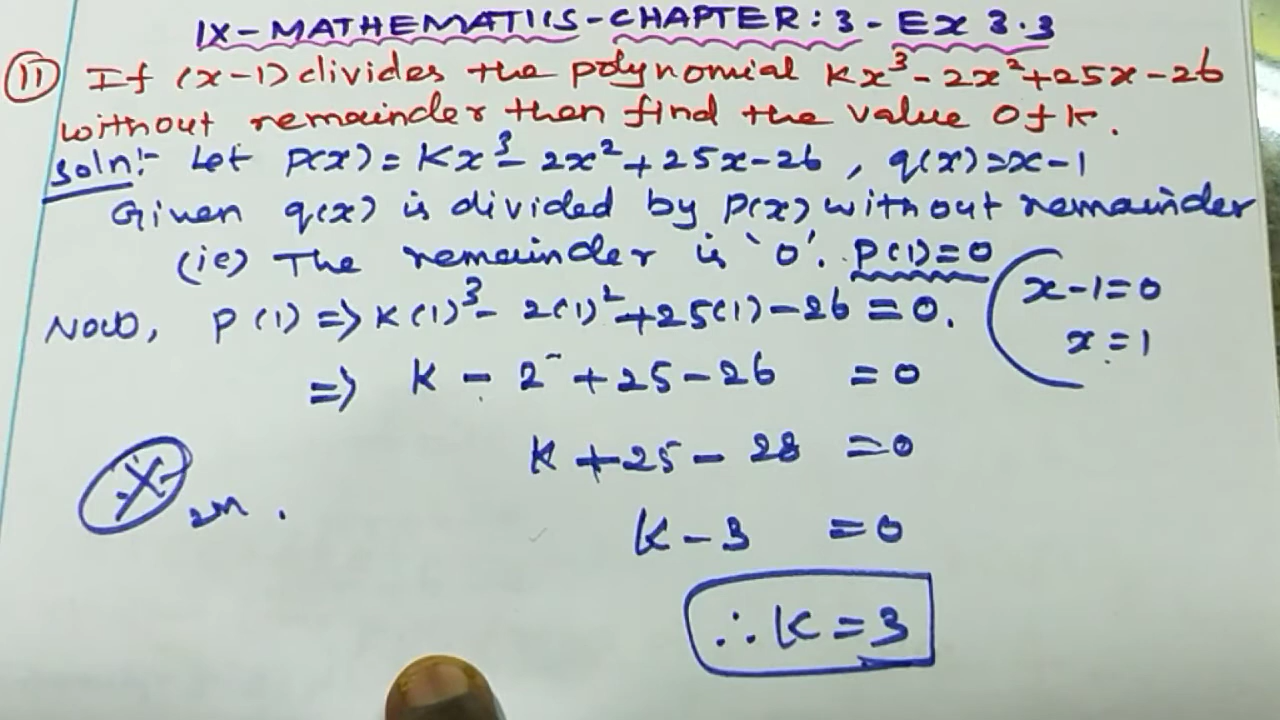 IX-MATHEMATICS-CHAPTER:3-EX 3.3
11 If (x-1) divides the polynomial Kx³-2x²+25x-26
without remainder then find the value of K.
Soln:- Let P(x)=Kx³-2x²+25x-26, q(x)=x-1
Given q(x) is divided by P(x) without remainder
(ie) The remainder is '0'. P(1)=0
x-1=0
x=1
Now, P(1) => K(1)³-2(1)²+25(1)-26=0.
=> K-2+25-26 =0
K+25-28 =0
K-3 =0
∴K=3
2m.